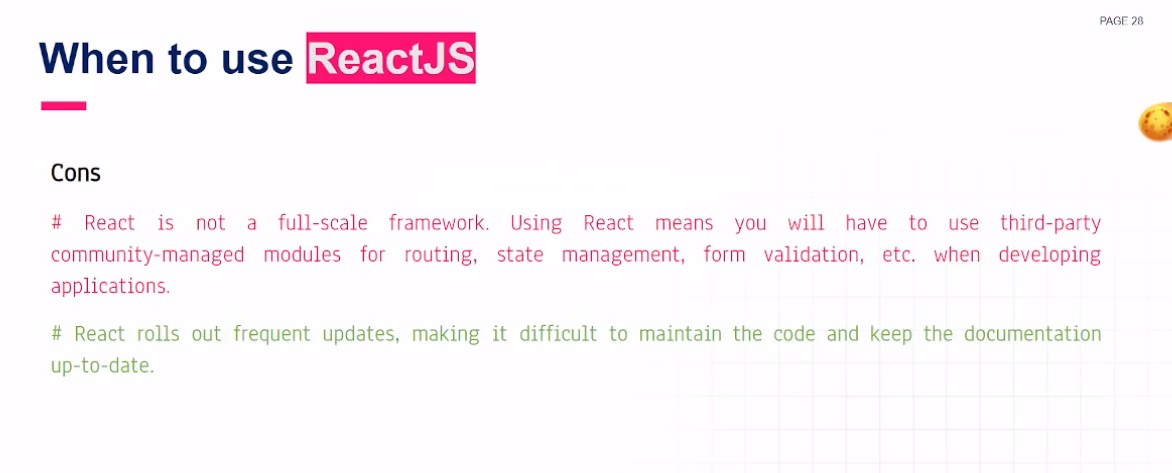 PAGE 28
When to use ReactJS
Cons
# React is not a full-scale framework. Using React means you will have to use third-party
community-managed modules for routing, state management, form validation, etc. when developing
applications.
# React rolls out frequent updates, making it difficult to maintain the code and keep the documentation
up-to-date.